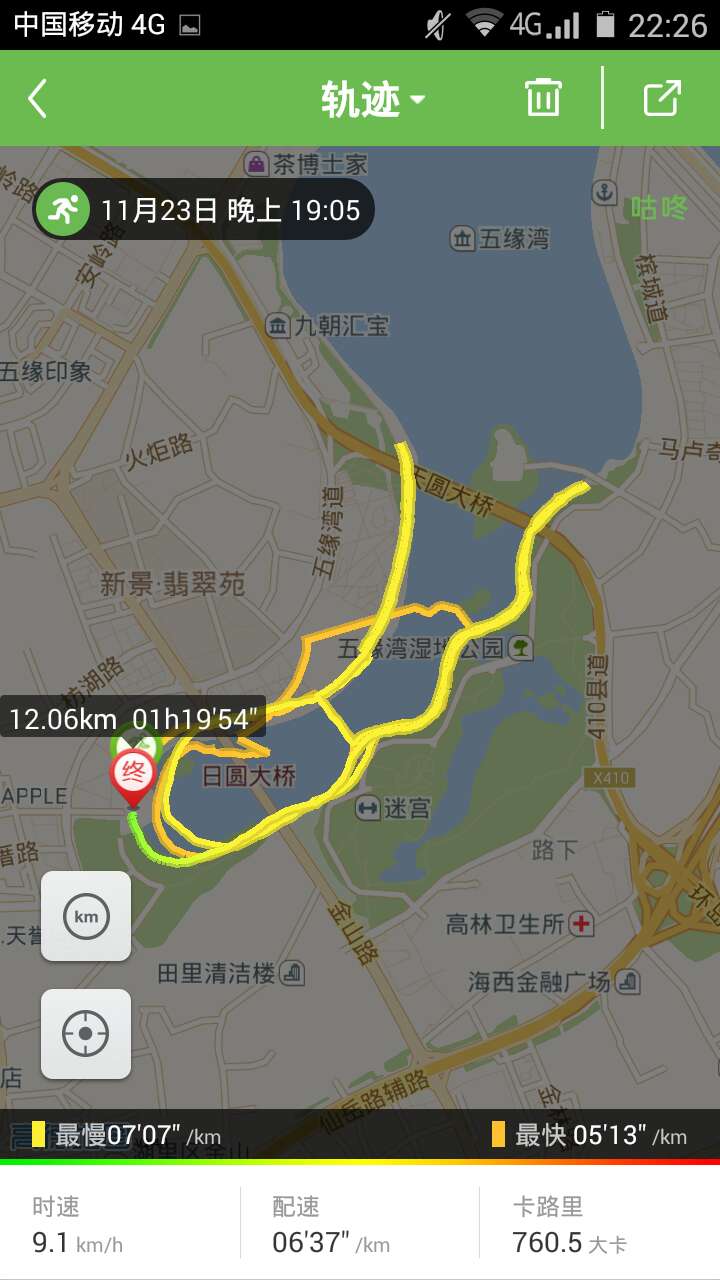 中国移动 4G
4G
22:26
轨迹
茶博士家
岭路
11月23日 晚上 19:05
咕咚
五缘湾
安岭路
槟城道
九朝汇宝
五缘印象
火炬路
马卢奇
天圆大桥
五缘湾道
新景·翡翠苑
五缘湾湿地公园
枋湖路
410县道
12.06km 01h19'54"
终
日圆大桥
X410
APPLE
迷宫
路下
金山路
高林卫生所
km
田里清洁楼
海西金融广场
店
仙岳路辅路
最慢07'07" /km
最快 05'13" /km
时速
配速
卡路里
9.1 km/h
06'37" /km
760.5 大卡